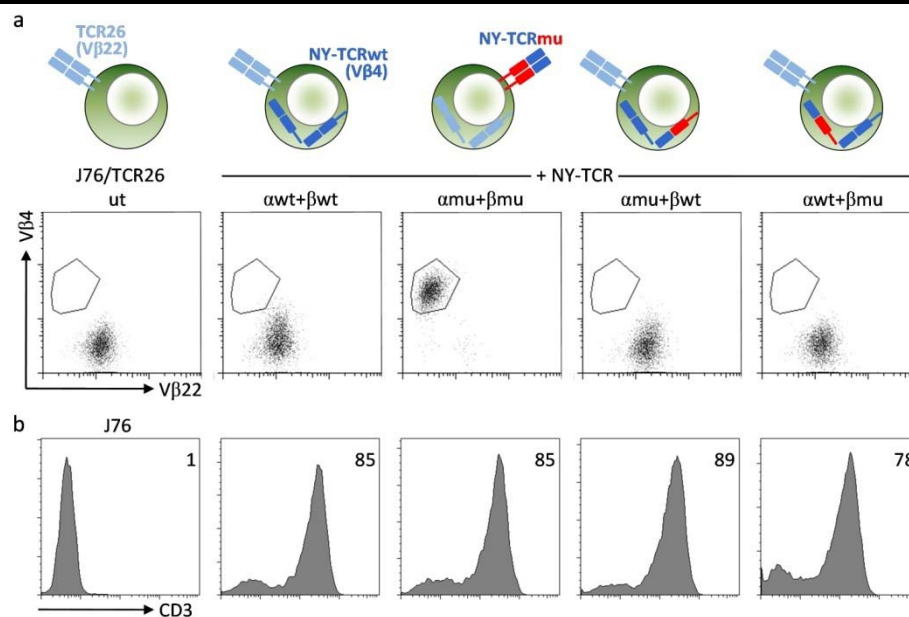 a
TCR26
(Vβ22)
NY-TCRwt
(Vβ4)
NY-TCRmu
J76/TCR26
+ NY-TCR
ut
αwt+βwt
αmu+βmu
αmu+βwt
αwt+βmu
Vβ4
Vβ22
b
J76
1
85
85
89
78
CD3